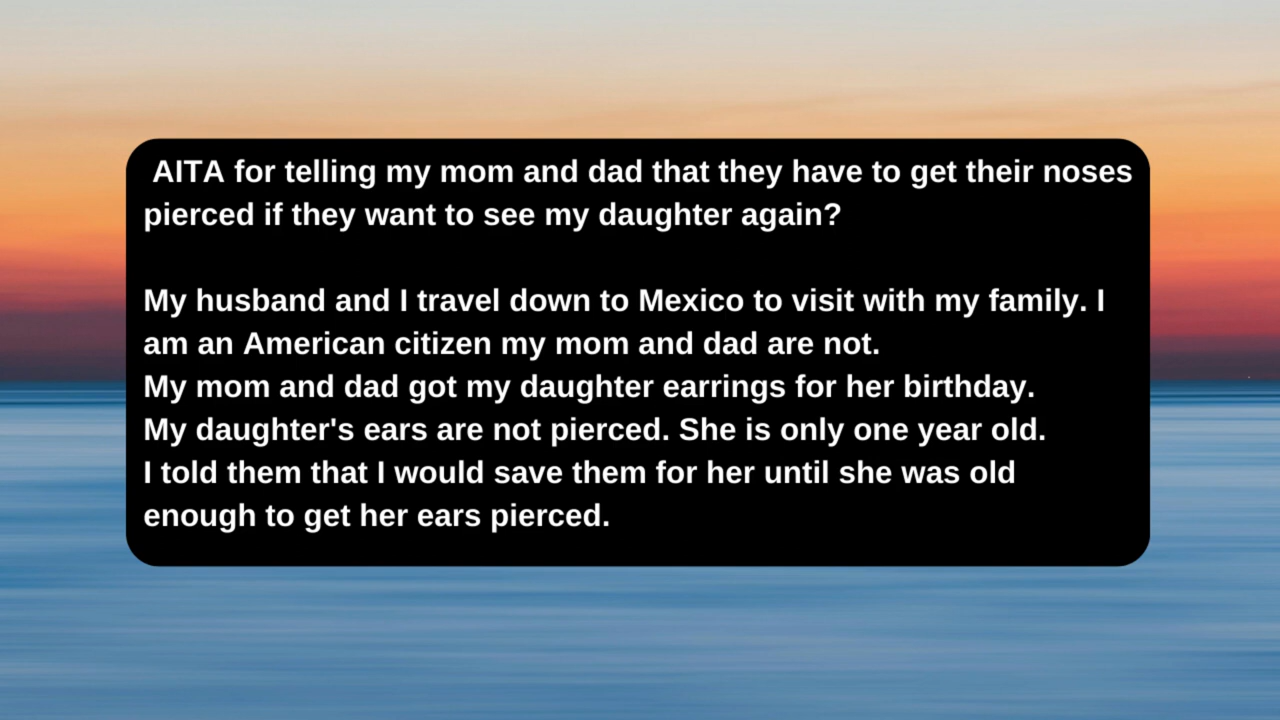 AITA for telling my mom and dad that they have to get their noses
pierced if they want to see my daughter again?
My husband and I travel down to Mexico to visit with my family. I
am an American citizen my mom and dad are not.
My mom and dad got my daughter earrings for her birthday.
My daughter's ears are not pierced. She is only one year old.
I told them that I would save them for her until she was old
enough to get her ears pierced.